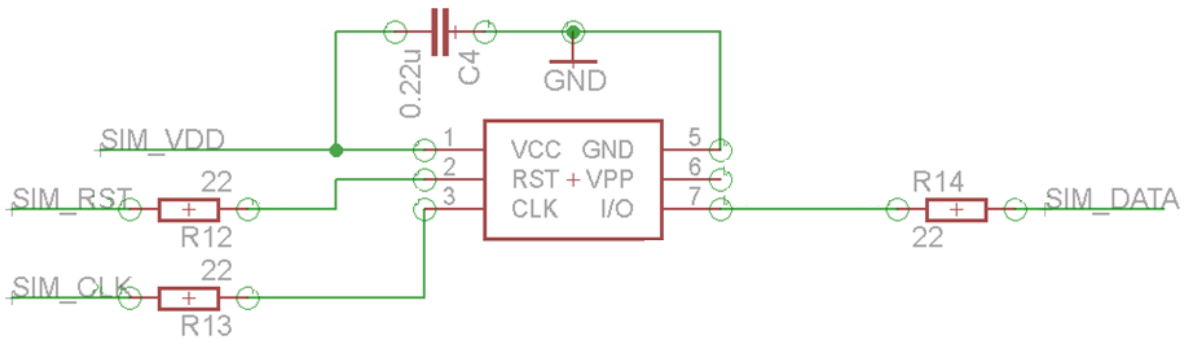 0.22u
C4
GND
SIM_VDD
1
VCC GND
5
SIM_RST
22
2
RST VPP
6
R14
3
CLK I/O
7
SIM_DATA
R12
22
SIM_CLK
22
R13